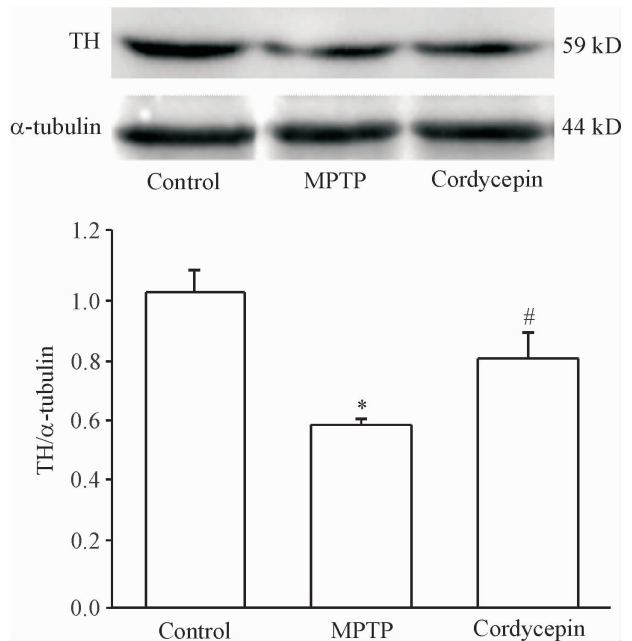 TH 59 kD
α-tubulin 44 kD
Control MPTP Cordycepin
1.2
1.0
0.8
0.6
0.4
0.2
0.0
TH/α-tubulin
*
#
Control MPTP Cordycepin